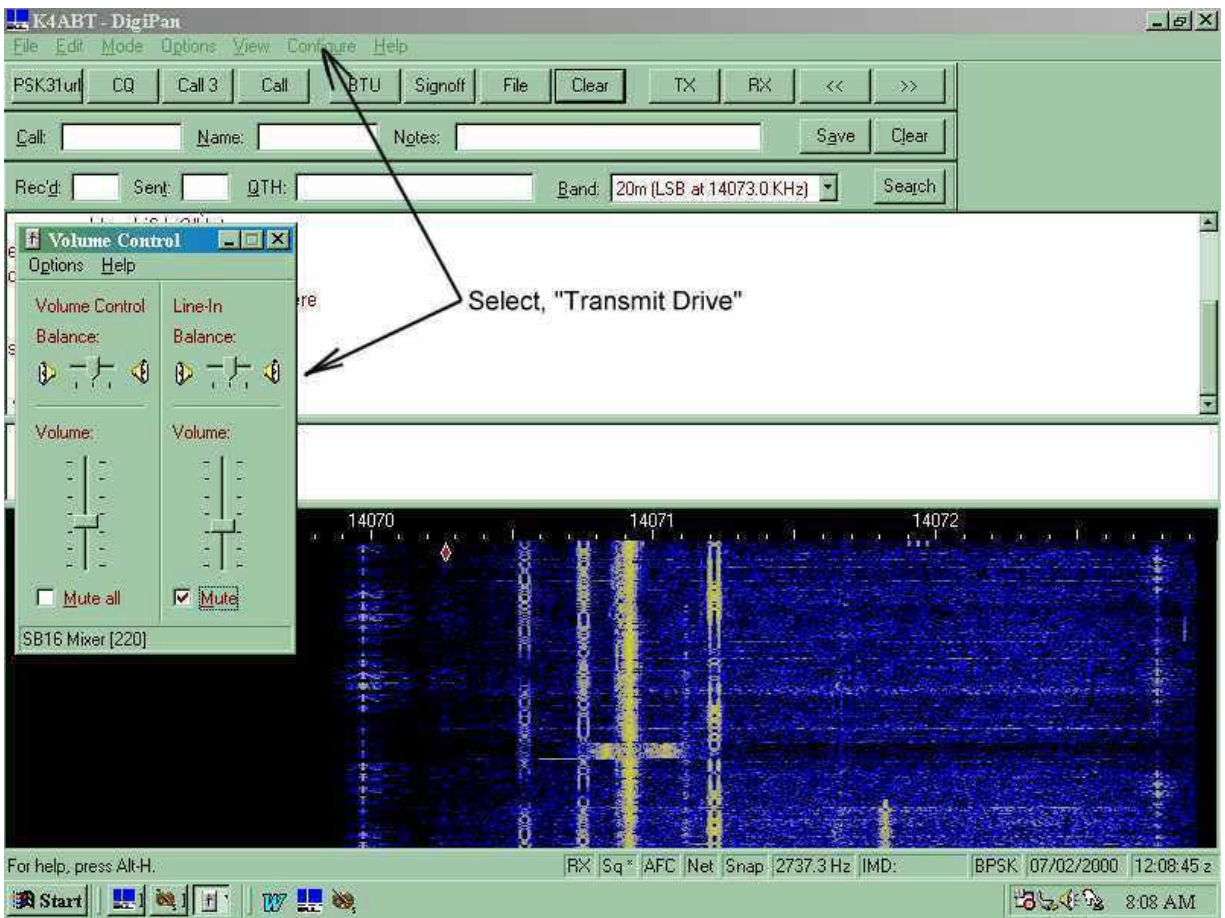 K4ABT - DigiPan
File Edit Mode Options View Configure Help
PSK31url CQ Call 3 Call BTU Signoff File Clear TX RX << >>
Call: Name: Notes: Save Clear
Rec'd: Sent: QTH: Band: 20m (LSB at 14073.0 KHz) Search
Volume Control
Options Help
Volume Control Line-In
Balance: Balance:
Select, "Transmit Drive"
Volume: Volume:
Mute all Mute
SB16 Mixer [220]
14070 14071 14072
For help, press Alt-H. RX Sq* AFC Net Snap 2737.3 Hz IMD: BPSK 07/02/2000 12:08:45 z
Start W 8:08 AM